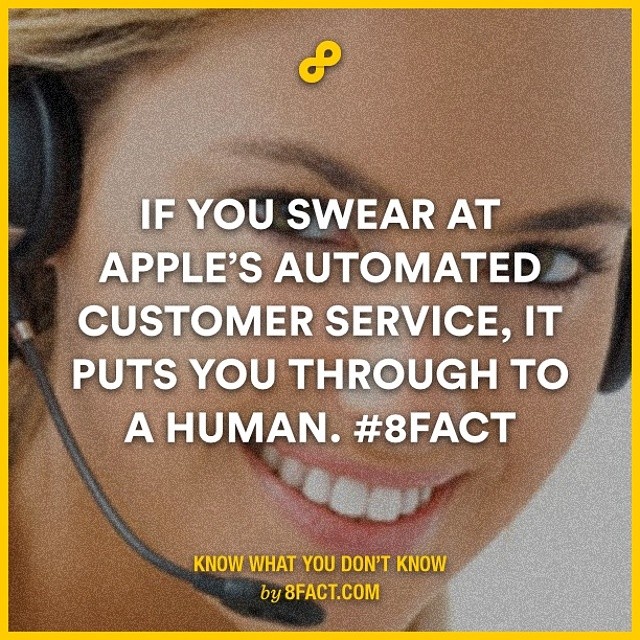 IF YOU SWEAR AT
APPLE'S AUTOMATED
CUSTOMER SERVICE, IT
PUTS YOU THROUGH TO
A HUMAN. #8FACT
KNOW WHAT YOU DON'T KNOW
by 8FACT.COM